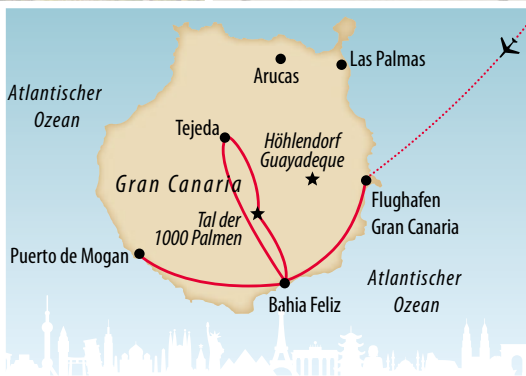 Las Palmas
Arucas
Atlantischer
Ozean
Tejeda
Höhlendorf
Guayadeque
Gran Canaria
Flughafen
Gran Canaria
Tal der
1000 Palmen
Puerto de Mogan
Bahia Feliz
Atlantischer
Ozean